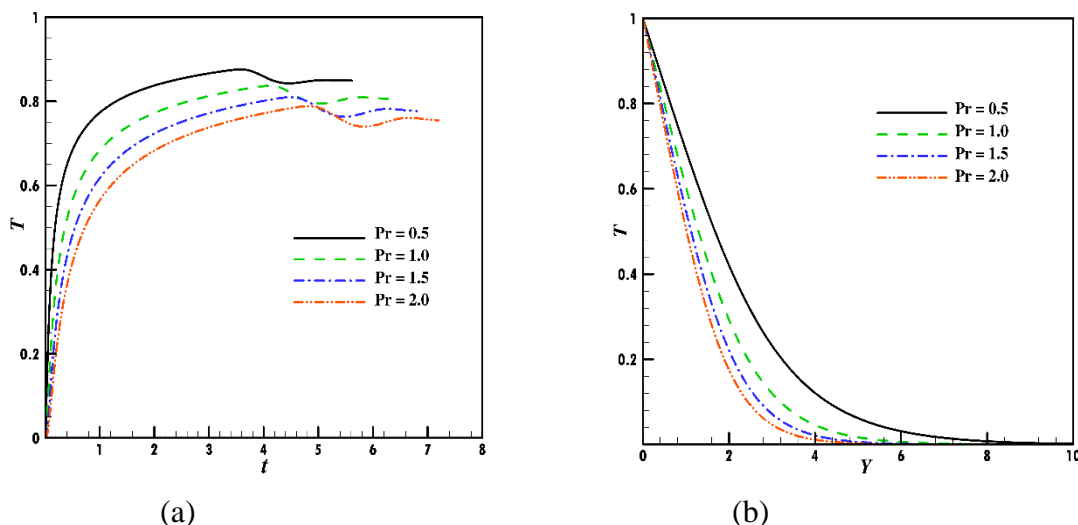 1
0.8
0.6
T
0.4
0.2
0
1 2 3 4 5 6 7 8
t
Pr = 0.5
Pr = 1.0
Pr = 1.5
Pr = 2.0
(a)
1
0.8
0.6
T
0.4
0.2
0 2 4 6 8 10
Y
Pr = 0.5
Pr = 1.0
Pr = 1.5
Pr = 2.0
(b)